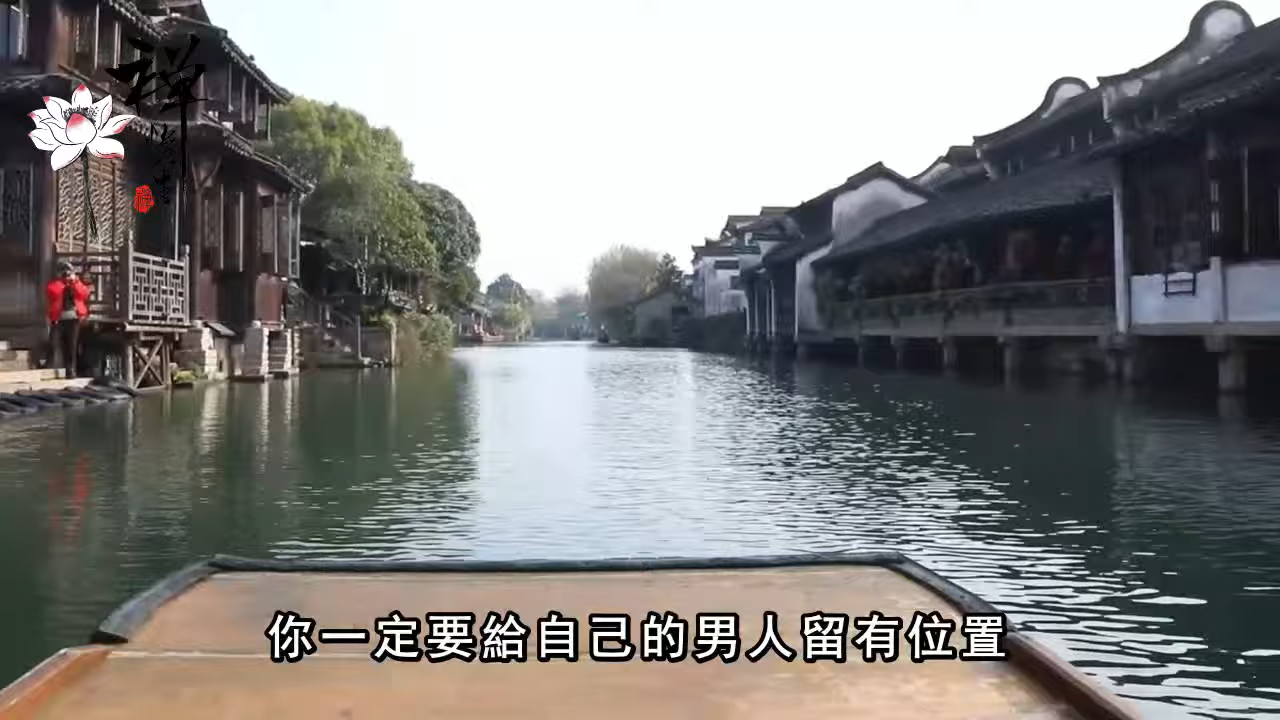 禅
你一定要給自己的男人留有位置